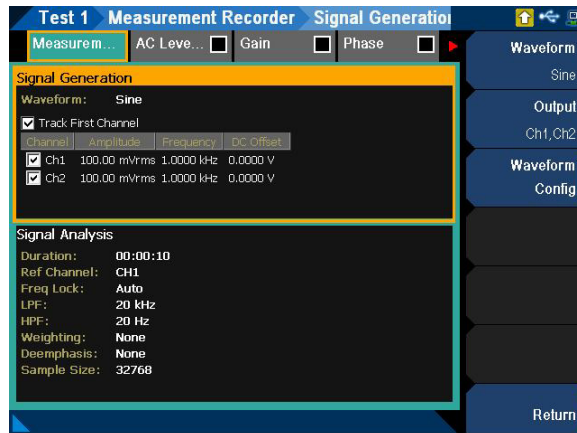 Test 1 Measurement Recorder Signal Generation
Measurem... AC Leve... Gain Phase
Signal Generation
Waveform: Sine
Track First Channel
Channel Amplitude Frequency DC Offset
Ch1 100.00 mVrms 1.0000 kHz 0.0000 V
Ch2 100.00 mVrms 1.0000 kHz 0.0000 V
Signal Analysis
Duration: 00:00:10
Ref Channel: CH1
Freq Lock: Auto
LPF: 20 kHz
HPF: 20 Hz
Weighting: None
Deemphasis: None
Sample Size: 32768
Waveform
Sine
Output
Ch1,Ch2
Waveform
Config
Return